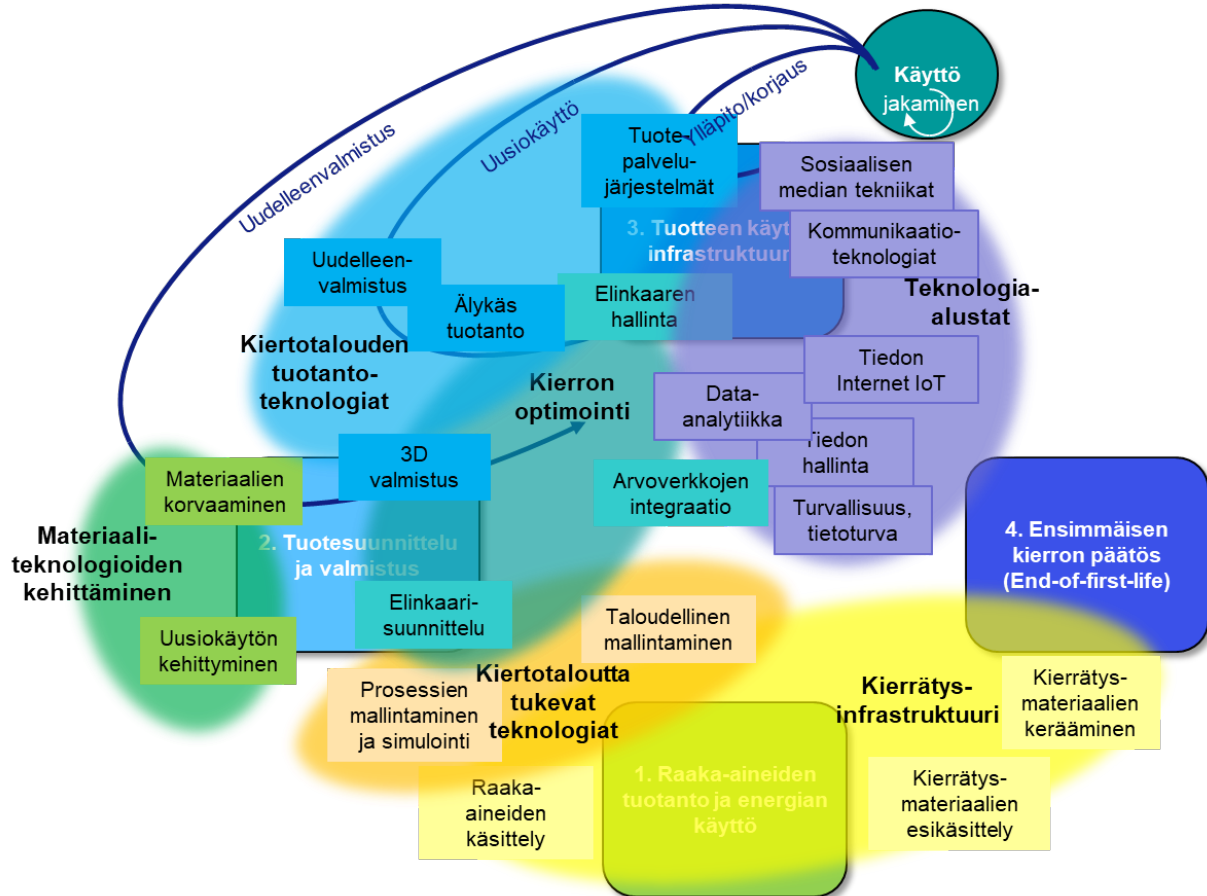 Käyttö
jakaminen
Ylläpito/korjaus
Uusiokäyttö
Uudelleenvalmistus
Tuote-
palvelu-
järjestelmät
Sosiaalisen
median tekniikat
3. Tuotteen käyt
infrastruktuur
Kommunikaatio-
teknologiat
Uudelleen-
valmistus
Älykäs
tuotanto
Elinkaaren
hallinta
Teknologia-
alustat
Kiertotalouden
tuotanto-
teknologiat
Kierron
optimointi
Tiedon
Internet IoT
Data-
analytiikka
Tiedon
hallinta
3D
valmistus
Materiaalien
korvaaminen
Arvoverkkojen
integraatio
Turvallisuus,
tietoturva
Materiaali-
teknologioiden
kehittäminen
2. Tuotesuunnittelu
ja valmistus
4. Ensimmäisen
kierron päätös
(End-of-first-life)
Elinkaari-
suunnittelu
Taloudellinen
mallintaminen
Uusiokäytön
kehittyminen
Kiertotaloutta
tukevat
teknologiat
Prosessien
mallintaminen
ja simulointi
Kierrätys-
infrastruktuuri
Kierrätys-
materiaalien
kerääminen
Raaka-
aineiden
käsittely
1. Raaka-aineiden
tuotanto ja energian
käyttö
Kierrätys-
materiaalien
esikäsittely